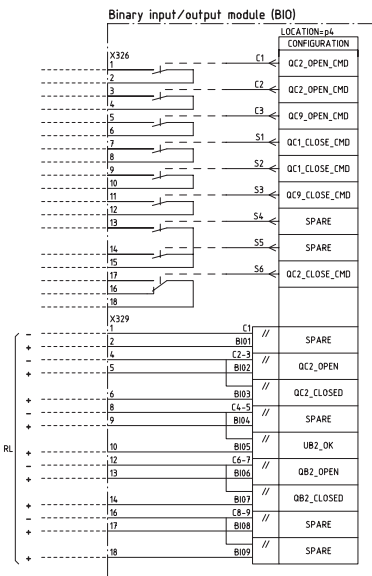 Binary input/output module (BIO)
LOCATION=p4
CONFIGURATION
X326
1 C1 QC2_OPEN_CMD
2
3 C2 QC2_OPEN_CMD
4
5 C3 QC9_OPEN_CMD
6
7 S1 QC1_CLOSE_CMD
8
9 S2 QC1_CLOSE_CMD
10
11 S3 QC9_CLOSE_CMD
12
13 S4 SPARE
14 S5 SPARE
15
17 S6 QC2_CLOSE_CMD
16
18
X329
- 1 C1 //
+ 2 BI01 SPARE
- 4 C2-3 //
+ 5 BI02 QC2_OPEN
//
+ 6 BI03 QC2_CLOSED
- 8 C4-5 //
+ 9 BI04 SPARE
//
RL + 10 BI05 UB2_OK
- 12 C6-7 //
+ 13 BI06 QB2_OPEN
//
+ 14 BI07 QB2_CLOSED
- 16 C8-9 //
+ 17 BI08 SPARE
//
+ 18 BI09 SPARE